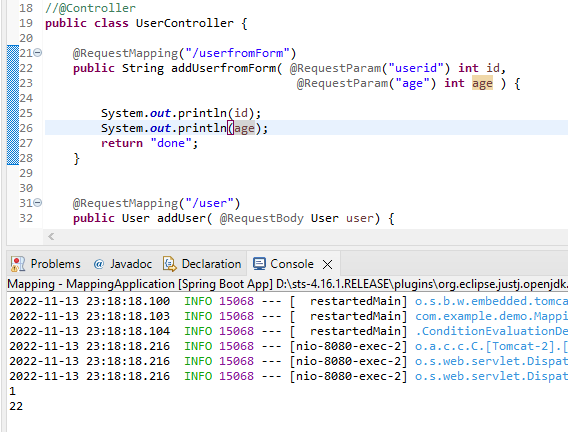 18 //@Controller
19 public class UserController {
20
21 @RequestMapping("/userfromForm")
22 public String addUserfromForm( @RequestParam("userid") int id,
23 @RequestParam("age") int age ) {
24
25 System.out.println(id);
26 System.out.println(age);
27 return "done";
28 }
29
30
31 @RequestMapping("/user")
32 public User addUser( @RequestBody User user) {
Problems @ Javadoc Declaration Console
Mapping - MappingApplication [Spring Boot App] D:\sts-4.16.1.RELEASE\plugins\org.eclipse.justj.openjdk.
2022-11-13 23:18:18.100 INFO 15068 --- [ restartedMain] o.s.b.w.embedded.tomca
2022-11-13 23:18:18.103 INFO 15068 --- [ restartedMain] com.example.demo.Mappi
2022-11-13 23:18:18.104 INFO 15068 --- [ restartedMain] .ConditionEvaluationDe
2022-11-13 23:18:18.216 INFO 15068 --- [nio-8080-exec-2] o.a.c.c.C.[Tomcat-2].[
2022-11-13 23:18:18.216 INFO 15068 --- [nio-8080-exec-2] o.s.web.servlet.Dispat
2022-11-13 23:18:18.216 INFO 15068 --- [nio-8080-exec-2] o.s.web.servlet.Dispat
1
22